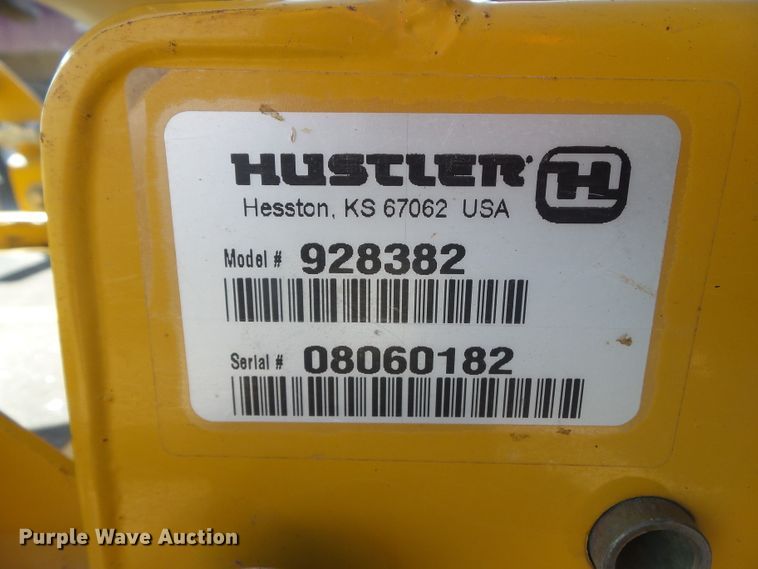 HUSTLER H
Hesston, KS 67062 USA
Model # 928382
Serial # 08060182
Purple Wave Auction